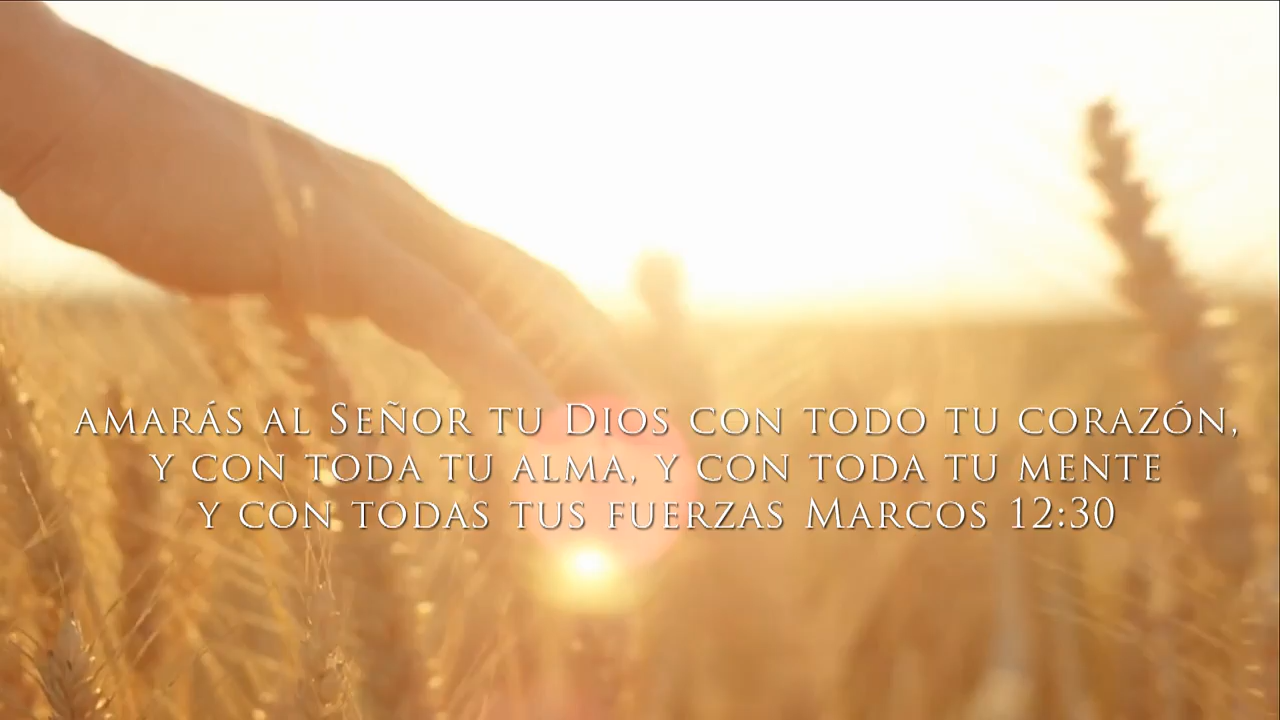 amarás al Señor tu Dios con todo tu corazón,
y con toda tu alma, y con toda tu mente
y con todas tus fuerzas Marcos 12:30